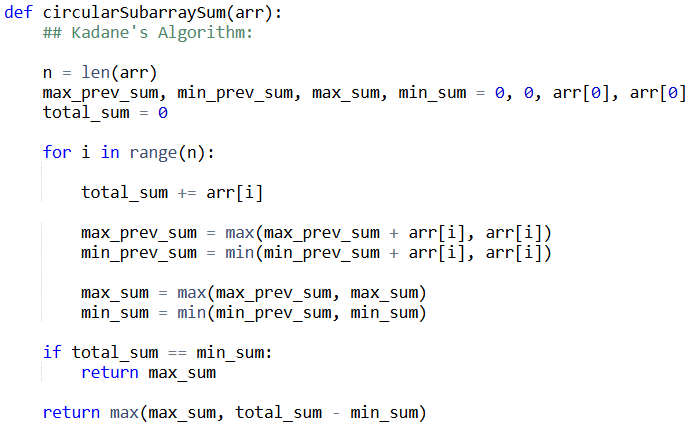 def circularSubarraySum(arr):
    ## Kadane's Algorithm:

    n = len(arr)
    max_prev_sum, min_prev_sum, max_sum, min_sum = 0, 0, arr[0], arr[0]
    total_sum = 0

    for i in range(n):

        total_sum += arr[i]

        max_prev_sum = max(max_prev_sum + arr[i], arr[i])
        min_prev_sum = min(min_prev_sum + arr[i], arr[i])

        max_sum = max(max_prev_sum, max_sum)
        min_sum = min(min_prev_sum, min_sum)

    if total_sum == min_sum:
        return max_sum

    return max(max_sum, total_sum - min_sum)